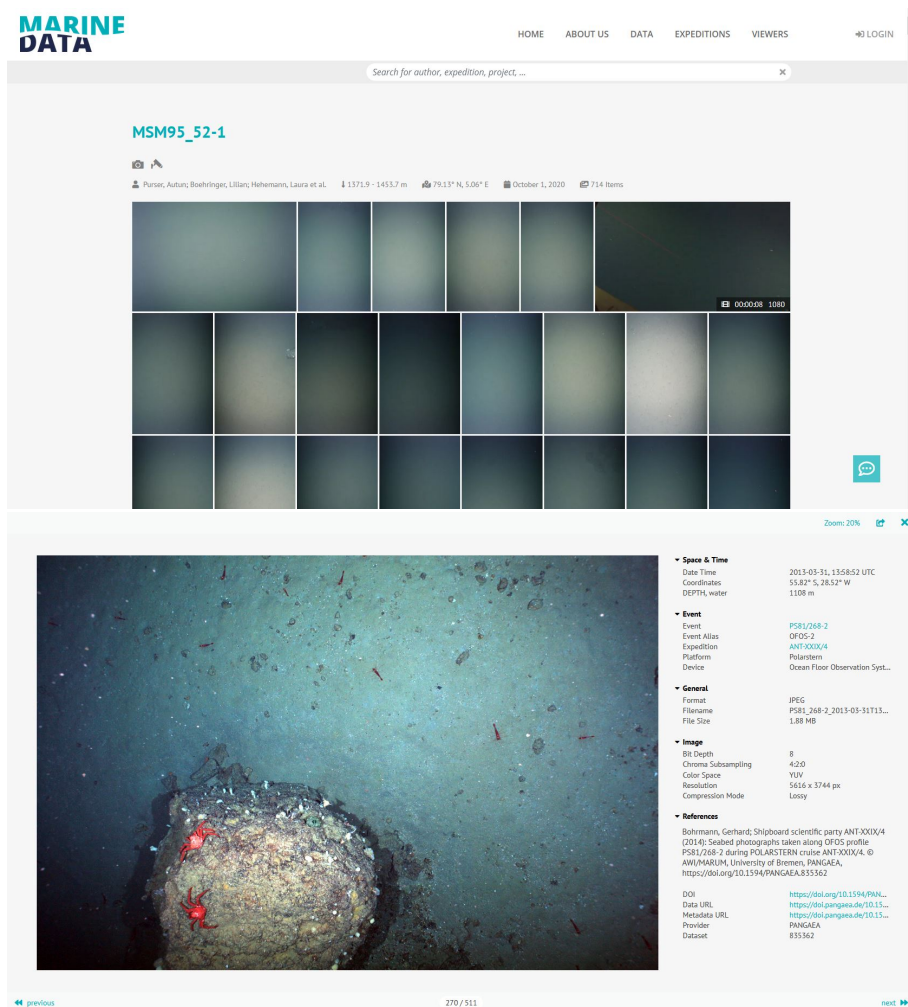 MARINE
DATA
HOME ABOUT US DATA EXPEDITIONS VIEWERS LOGIN
Search for author, expedition, project, ...
MSM95_52-1
Purser, Autun; Boehringer, Lilian; Hehemann, Laura et al. 1371.9 - 1453.7 m 79.13° N, 5.06° E October 1, 2020 714 Items
00:00:08 1080
Zoom: 20%
Space & Time
Date Time 2013-03-31, 13:58:52 UTC
Coordinates 55.82° S, 28.52° W
DEPTH, water 1108 m
Event
Event PS81/268-2
Event Alias OFOS-2
Expedition ANT-XXIX/4
Platform Polarstern
Device Ocean Floor Observation Syst...
General
Format JPEG
Filename PS81_268-2_2013-03-31T13...
File Size 1.88 MB
Image
Bit Depth 8
Chroma Subsampling 4:2:0
Color Space YUV
Resolution 5616 x 3744 px
Compression Mode Lossy
References
Bohrmann, Gerhard; Shipboard scientific party ANT-XXIX/4
(2014): Seabed photographs taken along OFOS profile
PS81/268-2 during POLARSTERN cruise ANT-XXIX/4. ©
AWI/MARUM, University of Bremen, PANGAEA,
https://doi.org/10.1594/PANGAEA.835362
DOI https://doi.org/10.1594/PAN...
Data URL https://doi.pangaea.de/10.15...
Metadata URL https://doi.pangaea.de/10.15...
Provider PANGAEA
Dataset 835362
previous 270 / 511 next